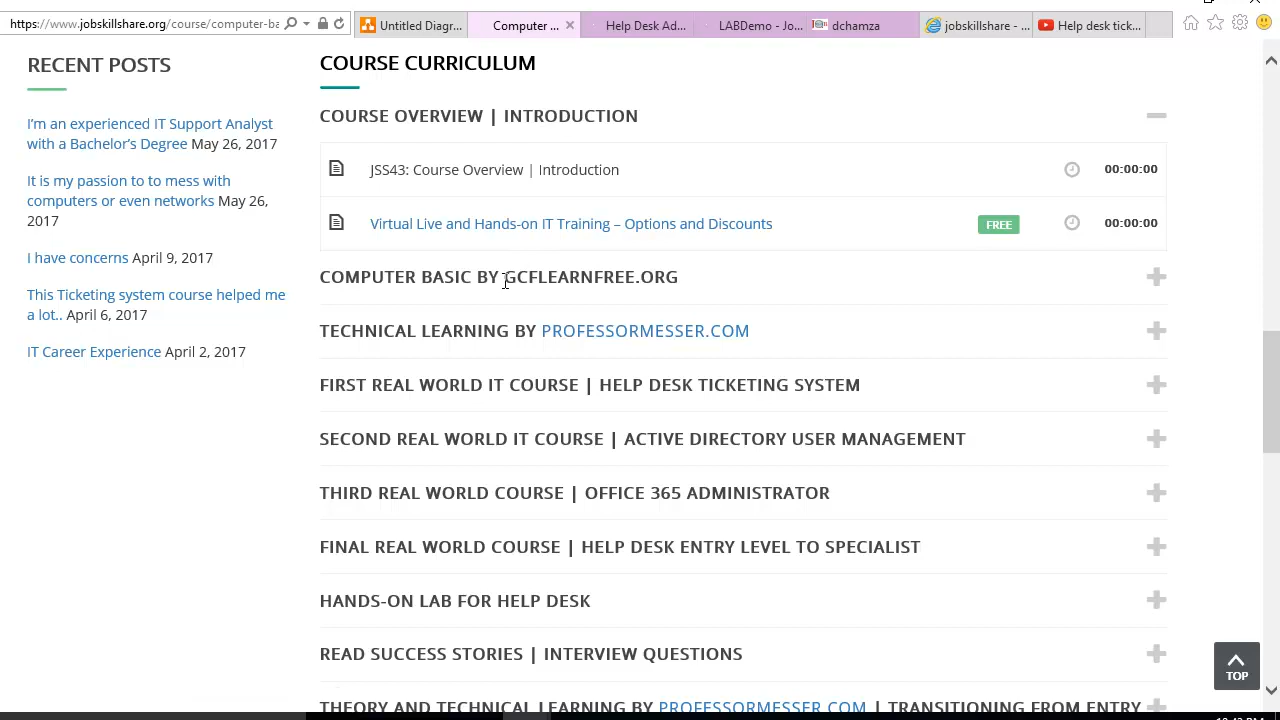 https://www.jobskillshare.org/course/computer-ba
Untitled Diagr...
Computer ...
Help Desk Ad...
LABDemo - Jo...
dchamza
jobskillshare - ...
Help desk tick...
RECENT POSTS
I'm an experienced IT Support Analyst
with a Bachelor's Degree May 26, 2017
It is my passion to to mess with
computers or even networks May 26,
2017
I have concerns April 9, 2017
This Ticketing system course helped me
a lot.. April 6, 2017
IT Career Experience April 2, 2017
COURSE CURRICULUM
COURSE OVERVIEW | INTRODUCTION
JSS43: Course Overview | Introduction 00:00:00
Virtual Live and Hands-on IT Training – Options and Discounts FREE 00:00:00
COMPUTER BASIC BY GCFLEARNFREE.ORG
TECHNICAL LEARNING BY PROFESSORMESSER.COM
FIRST REAL WORLD IT COURSE | HELP DESK TICKETING SYSTEM
SECOND REAL WORLD IT COURSE | ACTIVE DIRECTORY USER MANAGEMENT
THIRD REAL WORLD COURSE | OFFICE 365 ADMINISTRATOR
FINAL REAL WORLD COURSE | HELP DESK ENTRY LEVEL TO SPECIALIST
HANDS-ON LAB FOR HELP DESK
READ SUCCESS STORIES | INTERVIEW QUESTIONS
THEORY AND TECHNICAL LEARNING BY PROFESSORMESSER.COM | TRANSITIONING FROM ENTRY
TOP